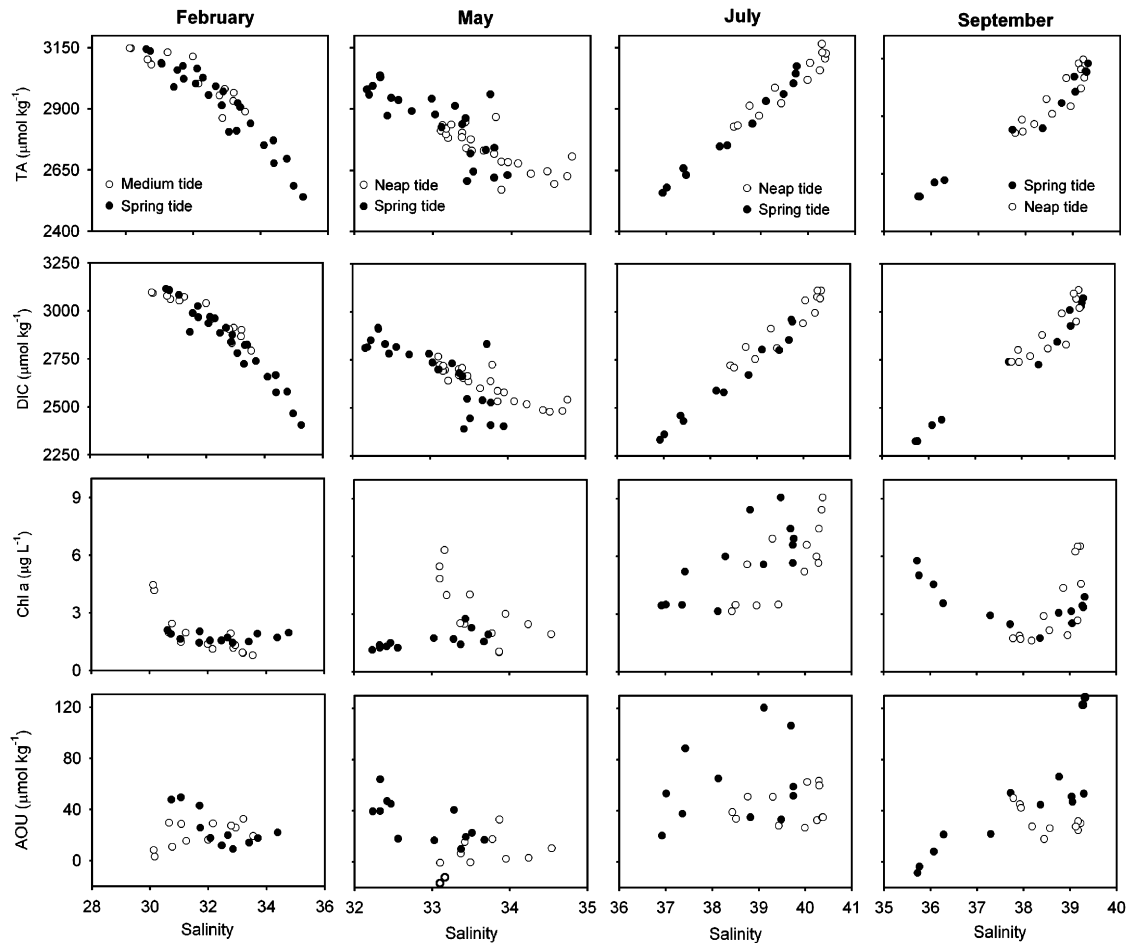 February May July September
TA (μmol kg⁻¹)
3150
2900
2650
2400
Medium tide
Spring tide
Neap tide
Spring tide
Neap tide
Spring tide
Spring tide
Neap tide
DIC (μmol kg⁻¹)
3250
3000
2750
2500
2250
Chl a (μg L⁻¹)
9
6
3
0
AOU (μmol kg⁻¹)
120
80
40
0
28 30 32 34 36 32 33 34 35 36 37 38 39 40 41 35 36 37 38 39 40
Salinity Salinity Salinity Salinity